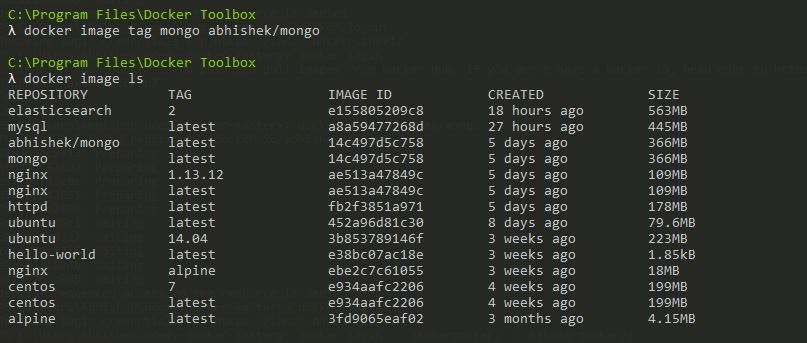 C:\Program Files\Docker Toolbox
λ docker image tag mongo abhishek/mongo
C:\Program Files\Docker Toolbox
λ docker image ls
REPOSITORY TAG IMAGE ID CREATED SIZE
elasticsearch 2 e155805209c8 18 hours ago 563MB
mysql latest a8a59477268d 27 hours ago 445MB
abhishek/mongo latest 14c497d5c758 5 days ago 366MB
mongo latest 14c497d5c758 5 days ago 366MB
nginx 1.13.12 ae513a47849c 5 days ago 109MB
nginx latest ae513a47849c 5 days ago 109MB
httpd latest fb2f3851a971 5 days ago 178MB
ubuntu latest 452a96d81c30 8 days ago 79.6MB
ubuntu 14.04 3b853789146f 3 weeks ago 223MB
hello-world latest e38bc07ac18e 3 weeks ago 1.85kB
nginx alpine ebe2c7c61055 3 weeks ago 18MB
centos 7 e934aafc2206 4 weeks ago 199MB
centos latest e934aafc2206 4 weeks ago 199MB
alpine latest 3fd9065eaf02 3 months ago 4.15MB